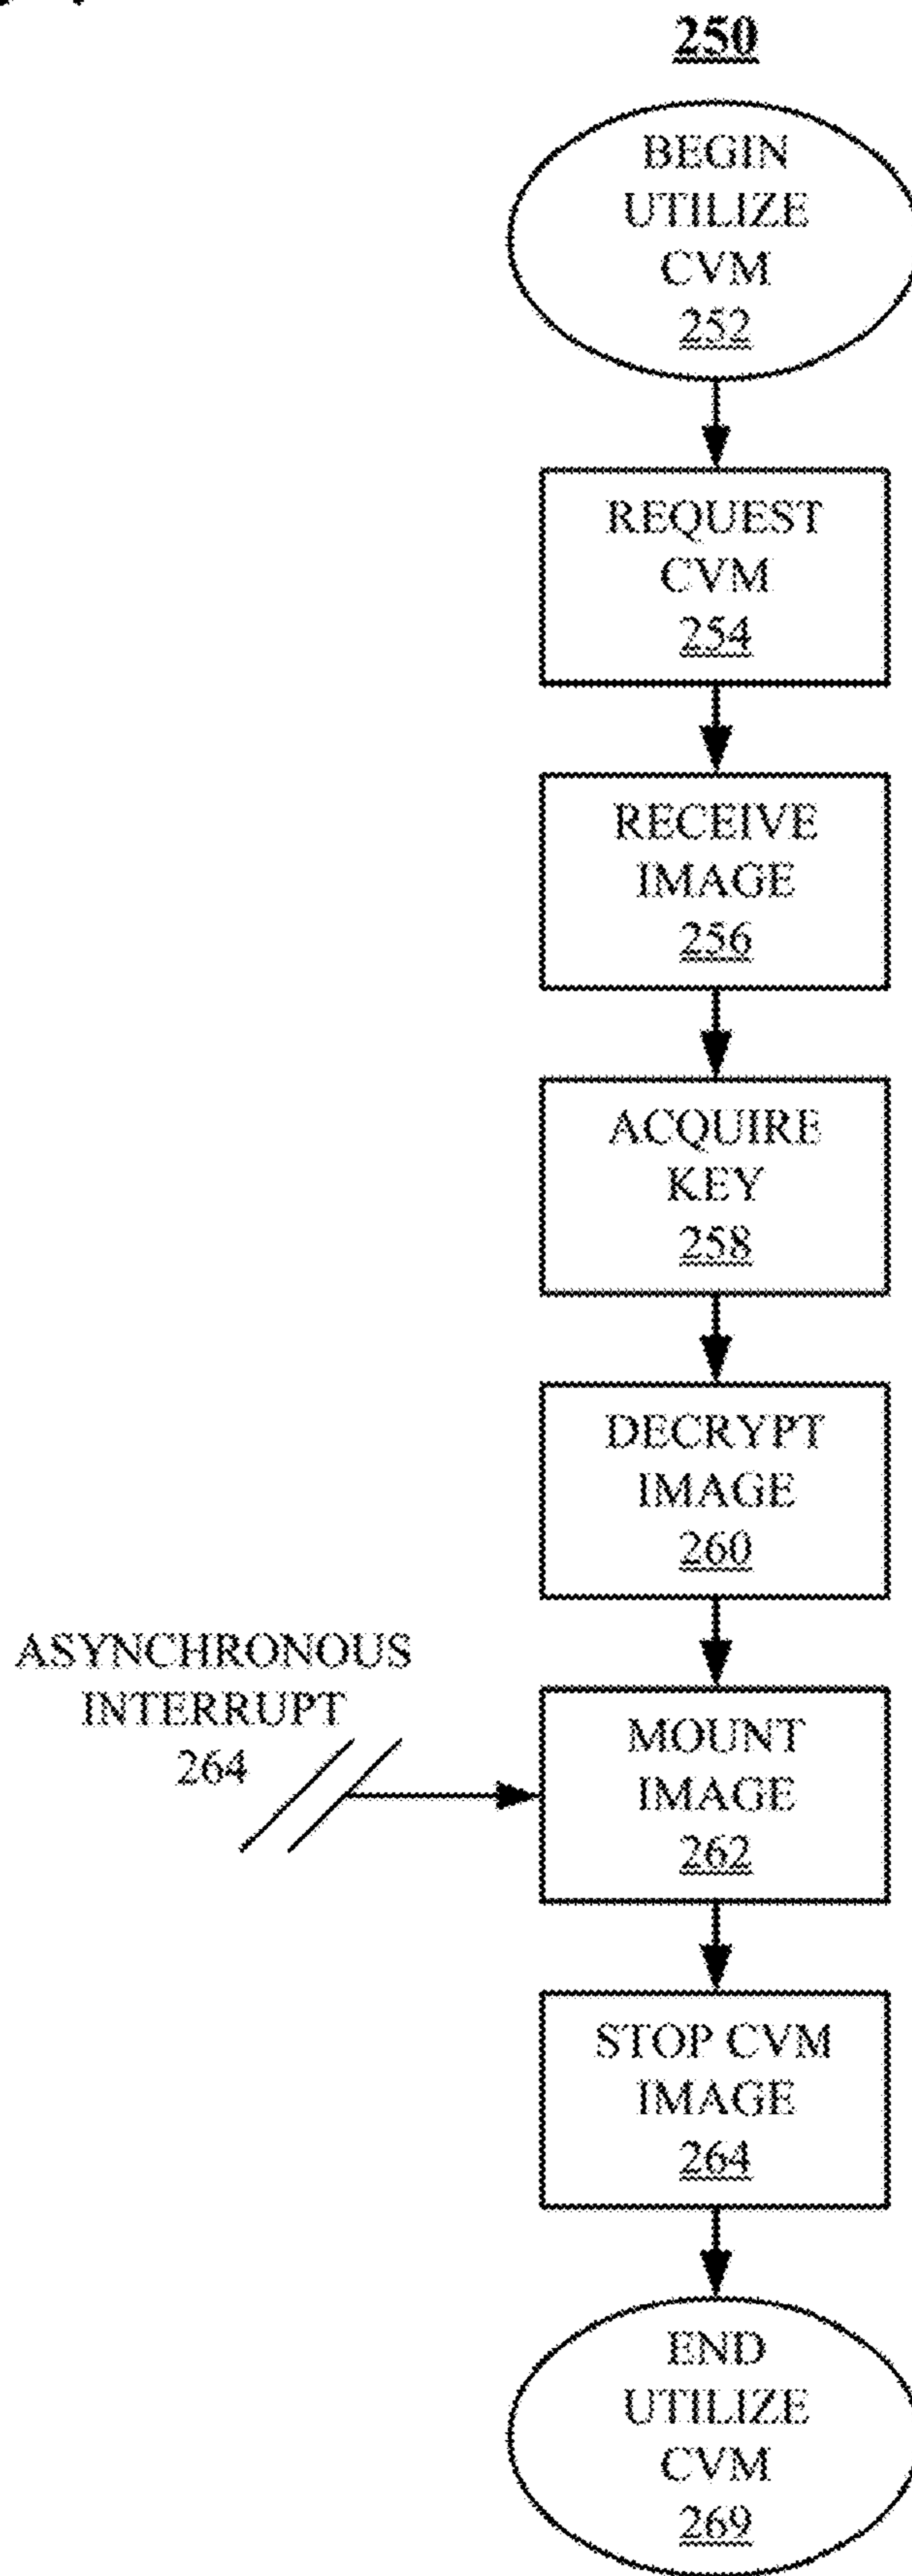 250
BEGIN
UTILIZE
CVM
252
REQUEST
CVM
254
RECEIVE
IMAGE
256
ACQUIRE
KEY
258
DECRYPT
IMAGE
260
ASYNCHRONOUS
INTERRUPT
264
MOUNT
IMAGE
262
STOP CVM
IMAGE
264
END
UTILIZE
CVM
269